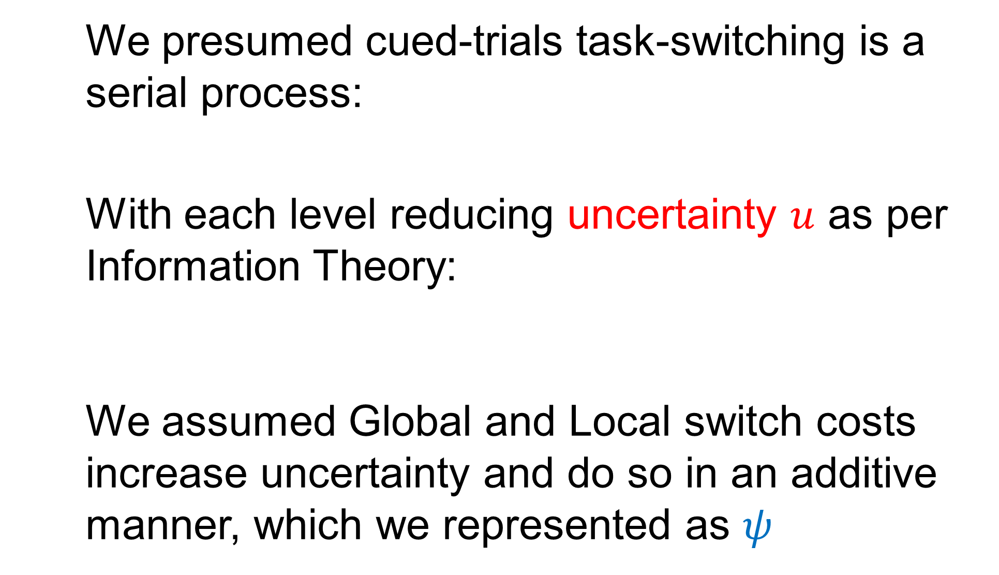 We presumed cued-trials task-switching is a
serial process:
With each level reducing uncertainty 𝑢 as per
Information Theory:
We assumed Global and Local switch costs
increase uncertainty and do so in an additive
manner, which we represented as 𝜓